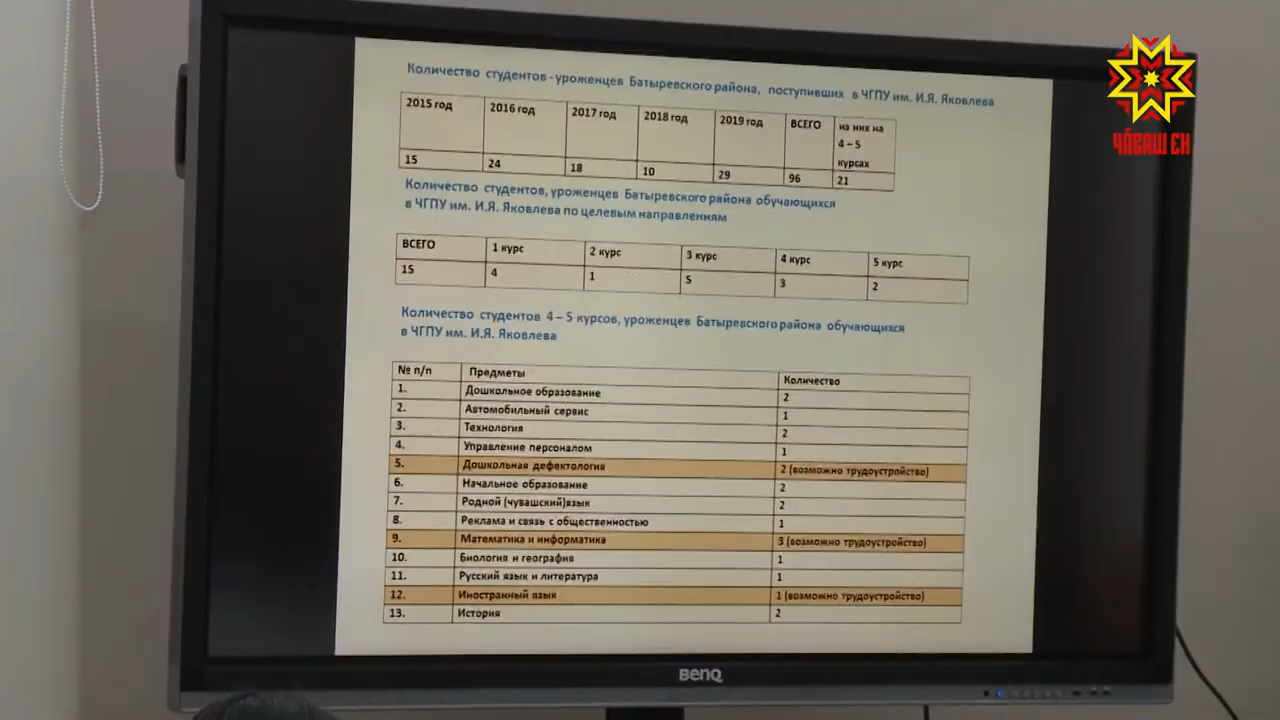 Количество студентов - уроженцев Батыревского района, поступивших в ЧГПУ им. И.Я. Яковлева
2015 год 2016 год 2017 год 2018 год 2019 год ВСЕГО из них на 4 – 5 курсах
15 24 18 10 29 96 21
Количество студентов, уроженцев Батыревского района обучающихся
в ЧГПУ им. И.Я. Яковлева по целевым направлениям
ВСЕГО 1 курс 2 курс 3 курс 4 курс 5 курс
15 4 1 5 3 2
Количество студентов 4 – 5 курсов, уроженцев Батыревского района обучающихся
в ЧГПУ им. И.Я. Яковлева
№ п/п Предметы Количество
1. Дошкольное образование 2
2. Автомобильный сервис 1
3. Технология 2
4. Управление персоналом 1
5. Дошкольная дефектология 2 (возможно трудоустройство)
6. Начальное образование 2
7. Родной (чувашский)язык 2
8. Реклама и связь с общественностью 1
9. Математика и информатика 3 (возможно трудоустройство)
10. Биология и география 1
11. Русский язык и литература 1
12. Иностранный язык 1 (возможно трудоустройство)
13. История 2
BenQ
ЧӐВАШ ЕН